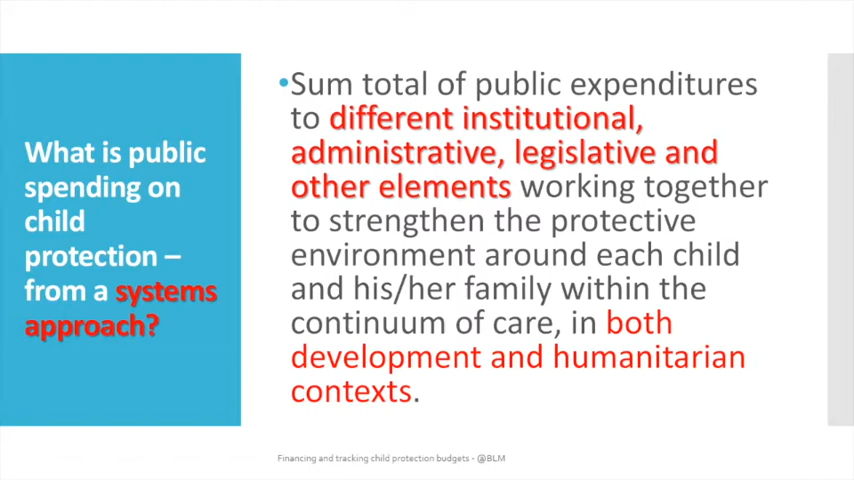 What is public
spending on
child
protection –
from a systems
approach?
•Sum total of public expenditures
to different institutional,
administrative, legislative and
other elements working together
to strengthen the protective
environment around each child
and his/her family within the
continuum of care, in both
development and humanitarian
contexts.
Financing and tracking child protection budgets - @BLM